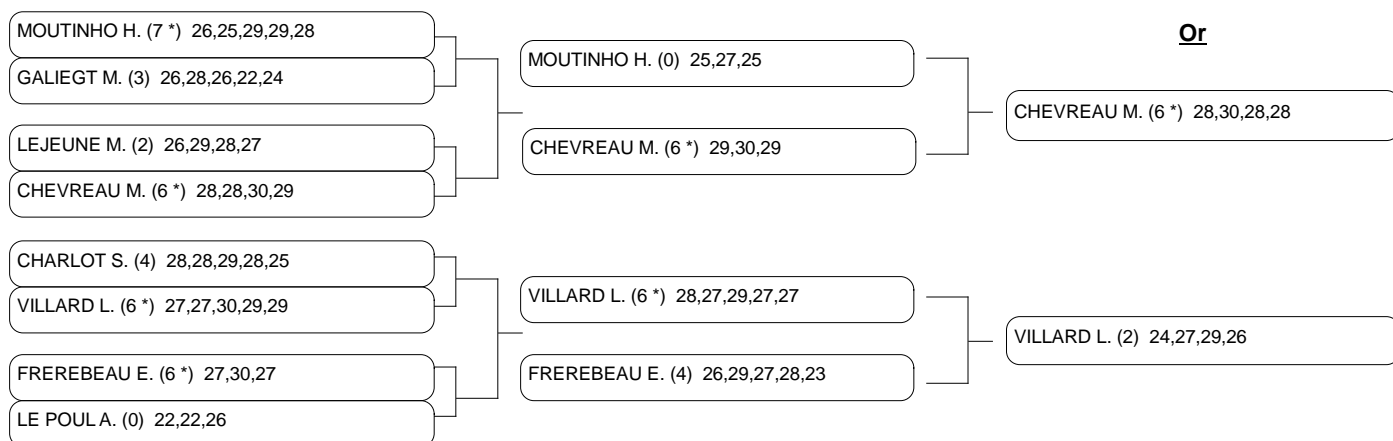 MOUTINHO H. (7 *) 26,25,29,29,28
GALIEGT M. (3) 26,28,26,22,24
LEJEUNE M. (2) 26,29,28,27
CHEVREAU M. (6 *) 28,28,30,29
CHARLOT S. (4) 28,28,29,28,25
VILLARD L. (6 *) 27,27,30,29,29
FREREBEAU E. (6 *) 27,30,27
LE POUL A. (0) 22,22,26
MOUTINHO H. (0) 25,27,25
CHEVREAU M. (6 *) 29,30,29
VILLARD L. (6 *) 28,27,29,27,27
FREREBEAU E. (4) 26,29,27,28,23
Or
CHEVREAU M. (6 *) 28,30,28,28
VILLARD L. (2) 24,27,29,26